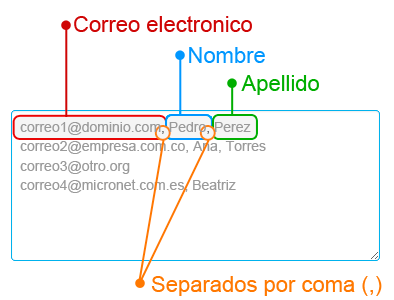 Correo electronico
Nombre
Apellido
correo1@dominio.com, Pedro, Perez
correo2@empresa.com.co, Ana, Torres
correo3@otro.org
correo4@micronet.com.es, Beatriz
Separados por coma (,)